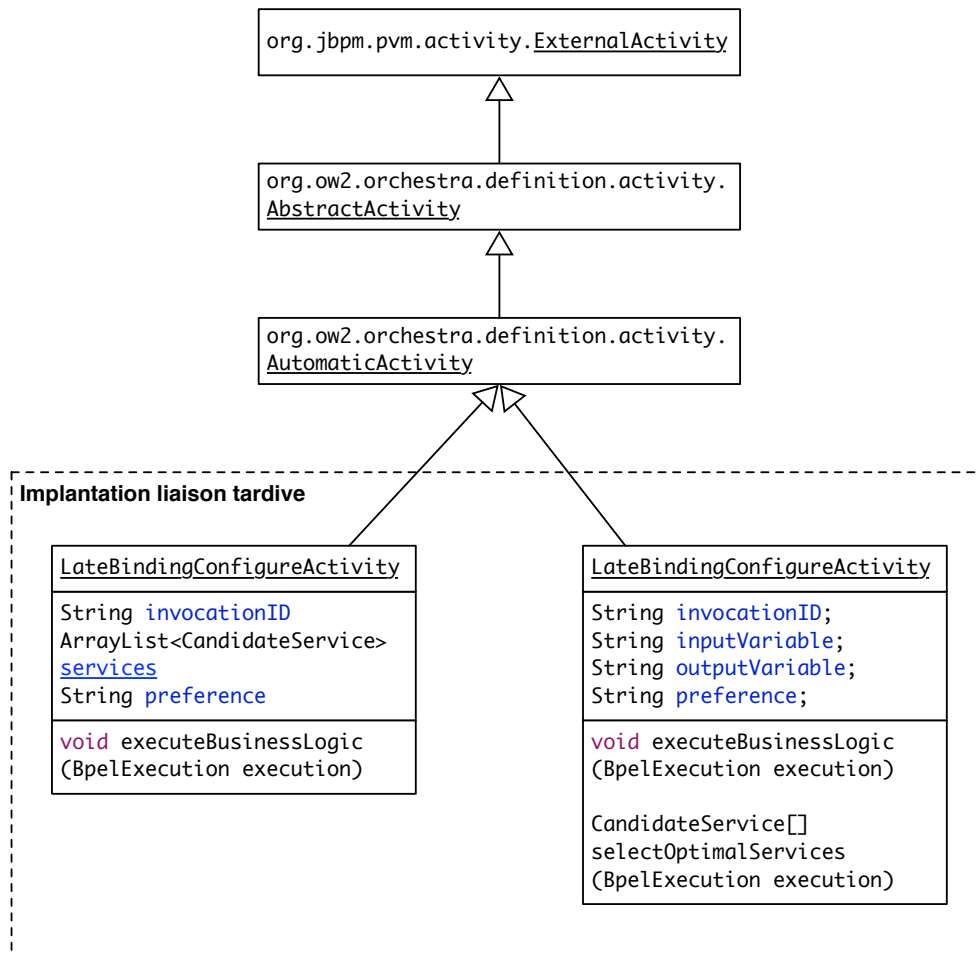 org.jbpm.pvm.activity.ExternalActivity
org.ow2.orchestra.definition.activity.
AbstractActivity
org.ow2.orchestra.definition.activity.
AutomaticActivity
Implantation liaison tardive
LateBindingConfigureActivity
String invocationID
ArrayList<CandidateService>
services
String preference
void executeBusinessLogic
(BpelExecution execution)
LateBindingConfigureActivity
String invocationID;
String inputVariable;
String outputVariable;
String preference;
void executeBusinessLogic
(BpelExecution execution)
CandidateService[]
selectOptimalServices
(BpelExecution execution)